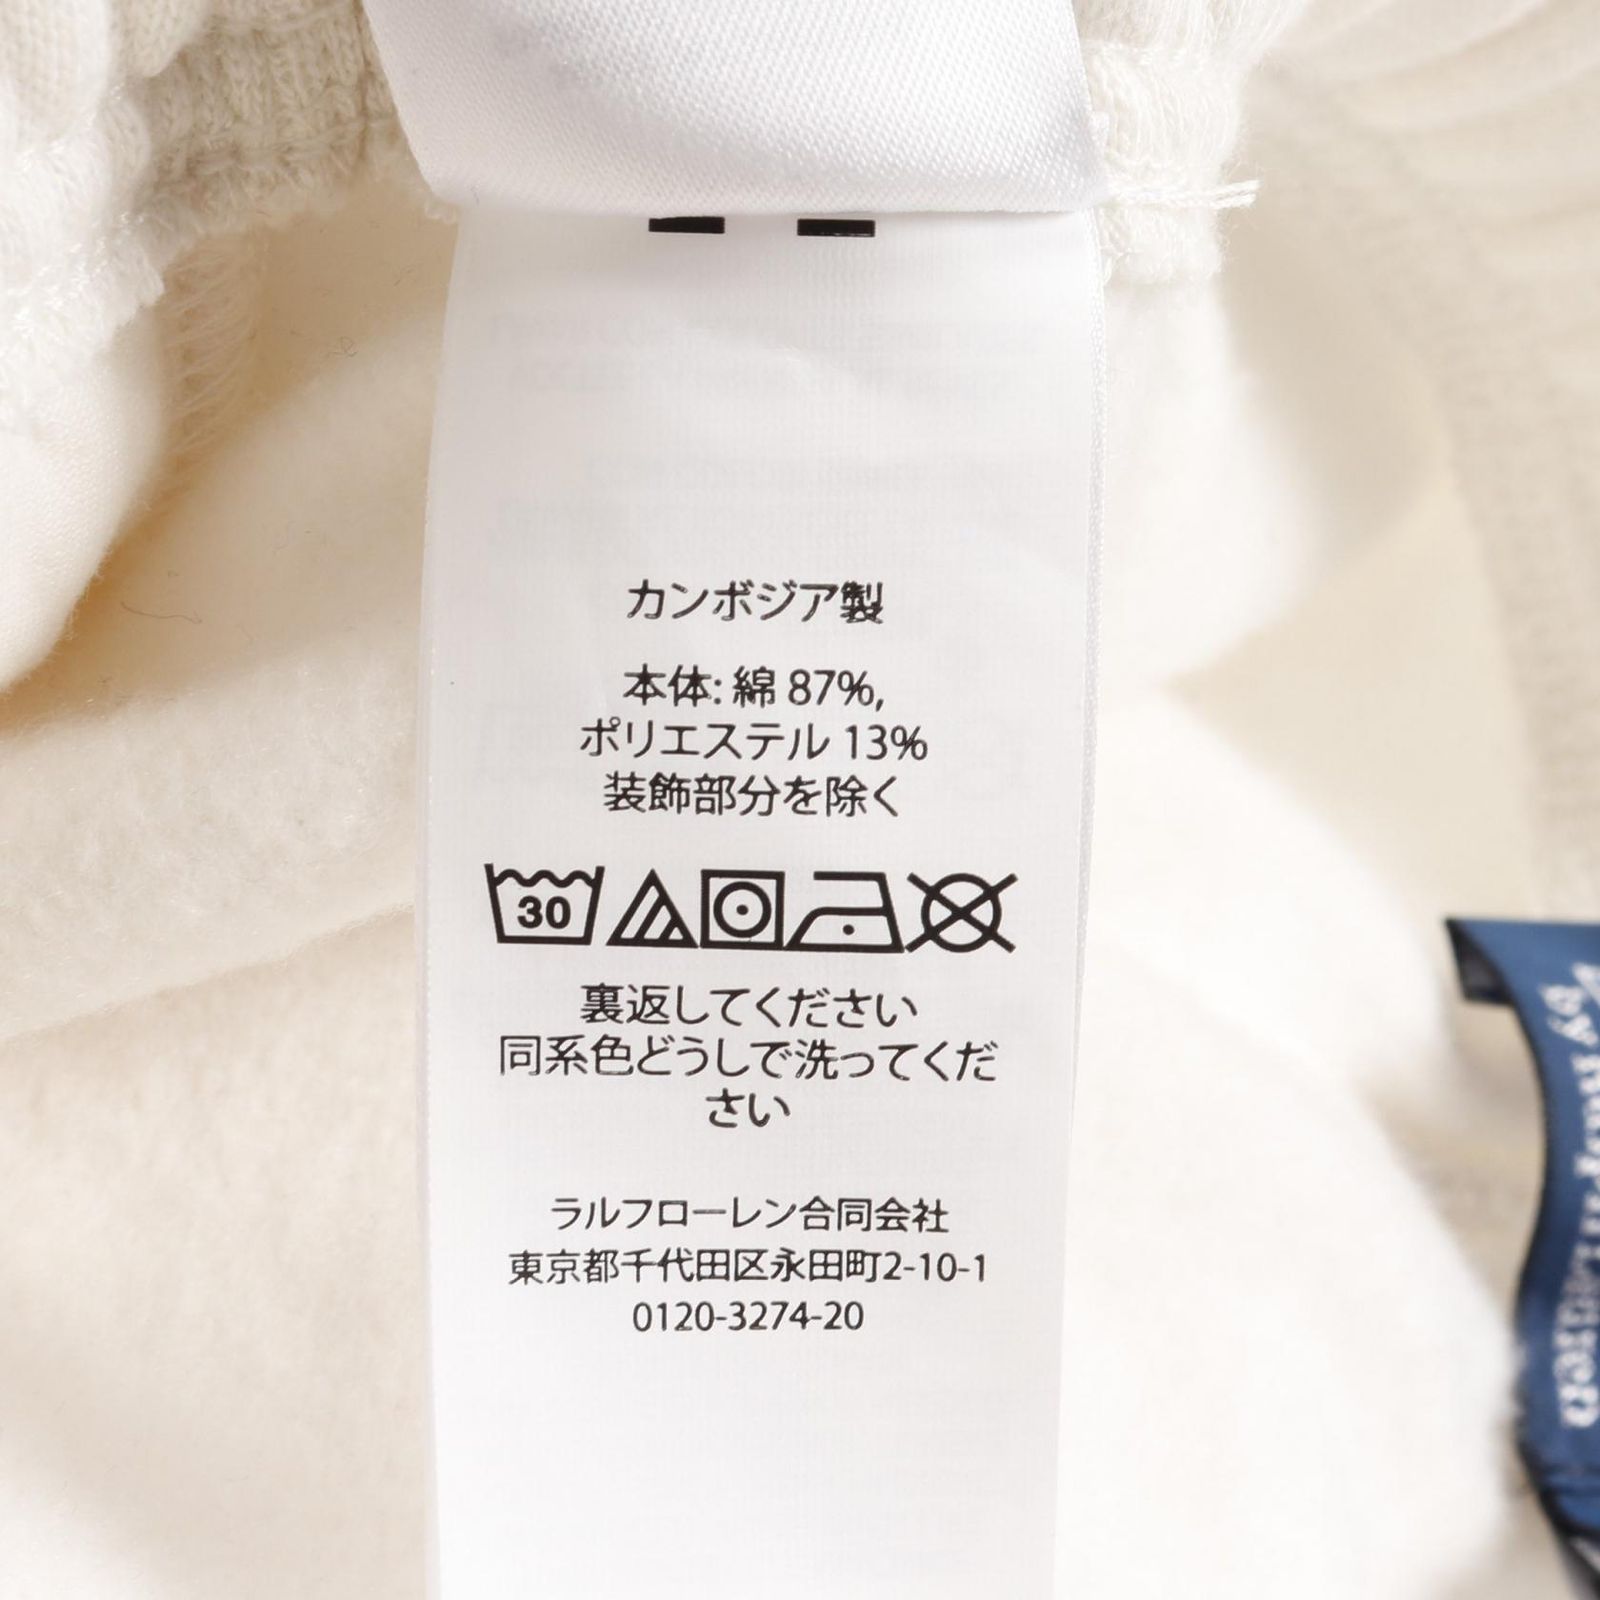 カンボジア製
本体: 綿 87%,
ポリエステル 13%
装飾部分を除く
30
裏返してください
同系色どうしで洗ってくだ
さい
ラルフローレン合同会社
東京都千代田区永田町2-10-1
0120-3274-20
by Ralph Lauren